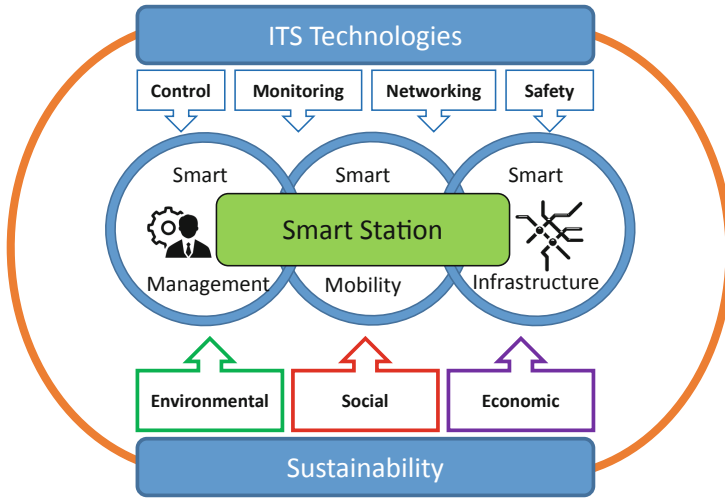 ITS Technologies
Control
Monitoring
Networking
Safety
Smart
Smart
Smart
Smart Station
Management
Mobility
Infrastructure
Environmental
Social
Economic
Sustainability